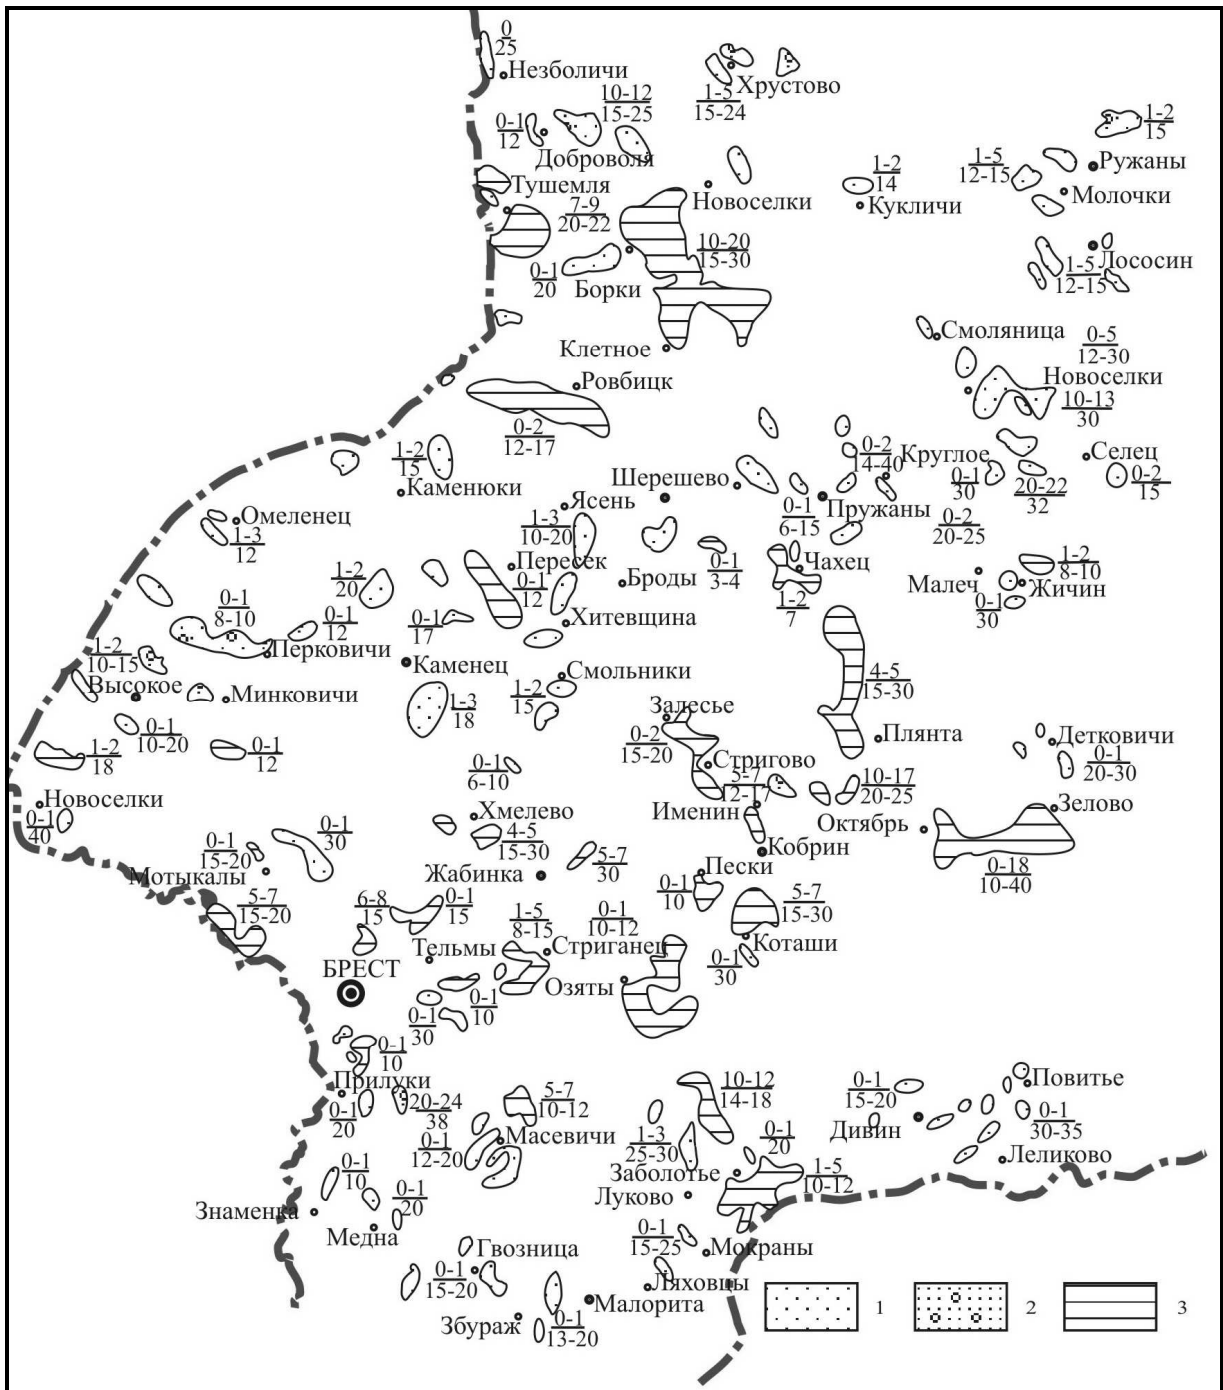 0
25
Незболичи
Хрустово
10-12
15-25
1-5
15-24
0-1
12
Доброволя
1-2
15
Ружаны
1-5
12-15
Молочки
Тушемля
7-9
20-22
Новоселки
1-2
14
Кукличи
10-20
15-30
0-1
20
Борки
Лососин
1-5
12-15
Клетное
Смоляница
0-5
12-30
Новоселки
10-13
30
Ровбицк
0-2
12-17
1-2
15
Каменюки
Шерешево
0-2
14-40
Круглое
0-1
30
20-22
32
Селец
0-2
15
Ясень
0-1
6-15
Пружаны
0-2
20-25
Омеленец
1-3
12
1-3
10-20
Пересек
0-1
12
Броды
0-1
3-4
Чахец
1-2
7
Малеч
1-2
8-10
Жичин
0-1
30
1-2
20
0-1
8-10
0-1
12
Перковичи
0-1
17
Хитевщина
1-2
10-15
Высокое
Минковичи
Каменец
Смольники
1-2
15
1-3
18
4-5
15-30
Залесье
0-2
15-20
Плянта
0-1
10-20
1-2
18
0-1
12
Стригово
5-7
12-17
Детковичи
0-1
20-30
0-1
6-10
10-17
20-25
Новоселки
0-1
40
Хмелево
4-5
15-30
Именин
Октябрь
Зелово
0-18
10-40
0-1
15-20
Мотыкалы
0-1
30
Жабинка
5-7
30
Кобрин
Пески
0-1
10
5-7
15-20
6-8
15
0-1
15
1-5
8-15
0-1
10-12
5-7
15-30
Тельмы
Стриганец
Коташи
0-1
30
БРЕСТ
Озяты
0-1
10
0-1
30
0-1
10
Прилуки
0-1
20
20-24
38
5-7
10-12
Масевичи
0-1
12-20
10-12
14-18
0-1
15-20
Дивин
Повитье
0-1
30-35
Леликово
1-3
25-30
0-1
20
Заболотье
1-5
10-12
Луково
0-1
10
Знаменка
0-1
20
Медна
0-1
15-25
Мокраны
Гвозница
0-1
15-20
Ляховцы
Малорита
Збураж
0-1
13-20
1
2
3